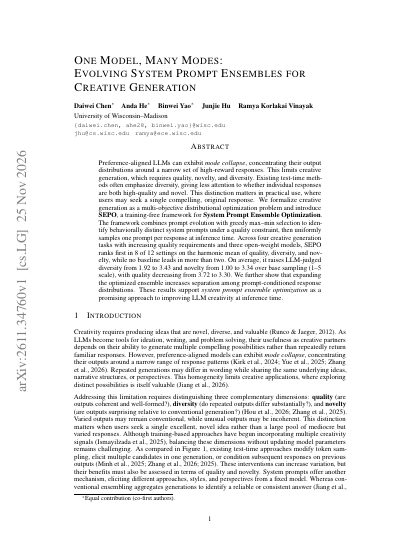 ONE MODEL, MANY MODES:
EVOLVING SYSTEM PROMPT ENSEMBLES FOR
CREATIVE GENERATION
Daiwei Chen* Anda He* Binwei Yao* Junjie Hu Ramya Korlakai Vinayak
University of Wisconsin–Madison
{daiwei.chen, ahe28, binwei.yao}@wisc.edu
jhu@cs.wisc.edu ramya@ece.wisc.edu
ABSTRACT
Preference-aligned LLMs can exhibit mode collapse, concentrating their output
distributions around a narrow set of high-reward responses. This limits creative
generation, which requires quality, novelty, and diversity. Existing test-time meth-
ods often emphasize diversity, giving less attention to whether individual responses
are both high-quality and novel. This distinction matters in practical use, where
users may seek a single compelling, original response. We formalize creative
generation as a multi-objective distributional optimization problem and introduce
SEPO, a training-free framework for System Prompt Ensemble Optimization.
The framework combines prompt evolution with greedy max–min selection to iden-
tify behaviorally distinct system prompts under a quality constraint, then uniformly
samples one prompt per response at inference time. Across four creative generation
tasks with increasing quality requirements and three open-weight models, SEPO
ranks first in 8 of 12 settings on the harmonic mean of quality, diversity, and nov-
elty, while no baseline leads in more than two. On average, it raises LLM-judged
diversity from 1.92 to 3.43 and novelty from 1.00 to 3.34 over base sampling (1–5
scale), with quality decreasing from 3.72 to 3.30. We further show that expanding
the optimized ensemble increases separation among prompt-conditioned response
distributions. These results support system prompt ensemble optimization as a
promising approach to improving LLM creativity at inference time.
1 INTRODUCTION
Creativity requires producing ideas that are novel, diverse, and valuable (Runco & Jaeger, 2012). As
LLMs become tools for ideation, writing, and problem solving, their usefulness as creative partners
depends on their ability to generate multiple compelling possibilities rather than repeatedly return
familiar responses. However, preference-aligned models can exhibit mode collapse, concentrating
their outputs around a narrow range of response patterns (Kirk et al., 2024; Yue et al., 2025; Zhang
et al., 2026). Repeated generations may differ in wording while sharing the same underlying ideas,
narrative structures, or perspectives. This homogeneity limits creative applications, where exploring
distinct possibilities is itself valuable (Jiang et al., 2026).
Addressing this limitation requires distinguishing three complementary dimensions: quality (are
outputs coherent and well-formed?), diversity (do repeated outputs differ substantially?), and novelty
(are outputs surprising relative to conventional generation?) (Hou et al., 2026; Zhang et al., 2025).
Varied outputs may remain conventional, while unusual outputs may be incoherent. This distinction
matters when users seek a single excellent, novel idea rather than a large pool of mediocre but
varied responses. Although training-based approaches have begun incorporating multiple creativity
signals (Ismayilzada et al., 2025), balancing these dimensions without updating model parameters
remains challenging. As compared in Figure 1, existing test-time approaches modify token sam-
pling, elicit multiple candidates in one generation, or condition subsequent responses on previous
outputs (Minh et al., 2025; Zhang et al., 2026; 2025). These interventions can increase variation, but
their benefits must also be assessed in terms of quality and novelty. System prompts offer another
mechanism, eliciting different approaches, styles, and perspectives from a fixed model. Whereas con-
ventional ensembling aggregates generations to identify a reliable or consistent answer (Jiang et al.,
*Equal contribution (co-first authors).
1
arXiv:2611.34760v1 [cs.LG] 25 Nov 2026